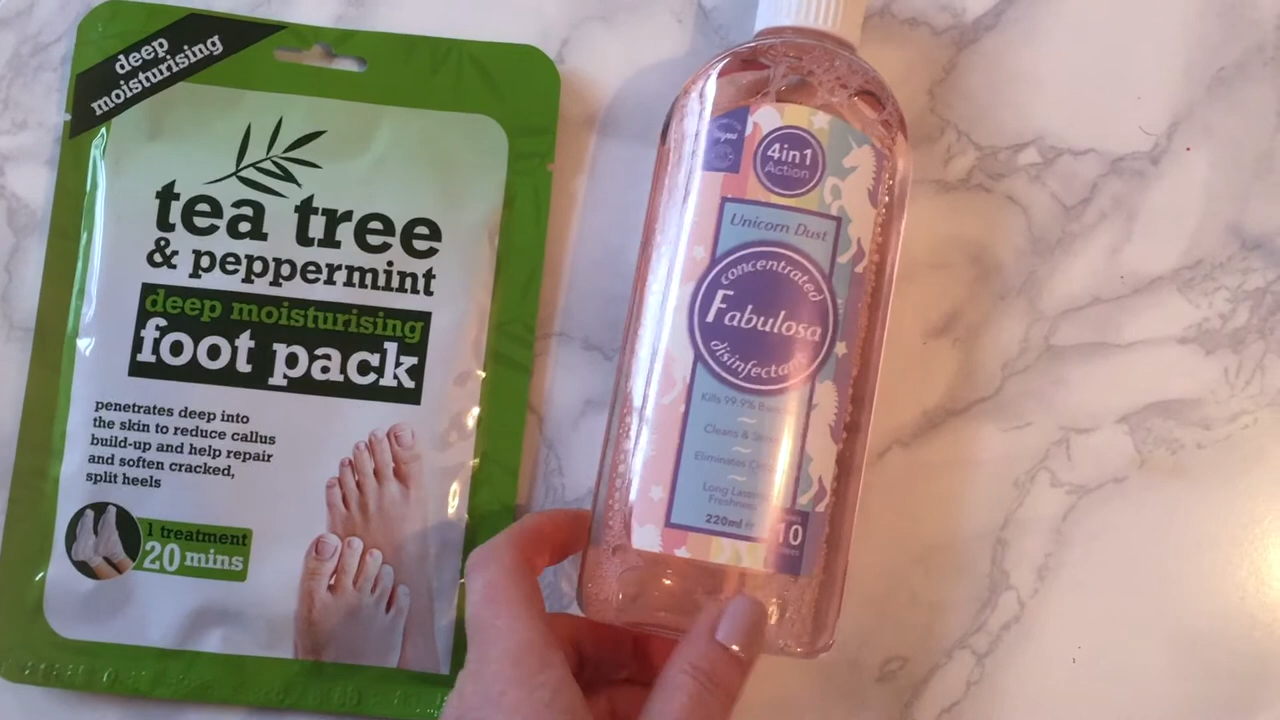 deep
moisturising
tea tree
& peppermint
deep moisturising
foot pack
penetrates deep into
the skin to reduce callus
build-up and help repair
and soften cracked,
split heels
1 treatment
20 mins
4in1
Action
Unicorn Dust
concentrated
Fabulosa
disinfectant
Kills 99.9%
Cleans &
Eliminates
Long
Freshness
220ml
10